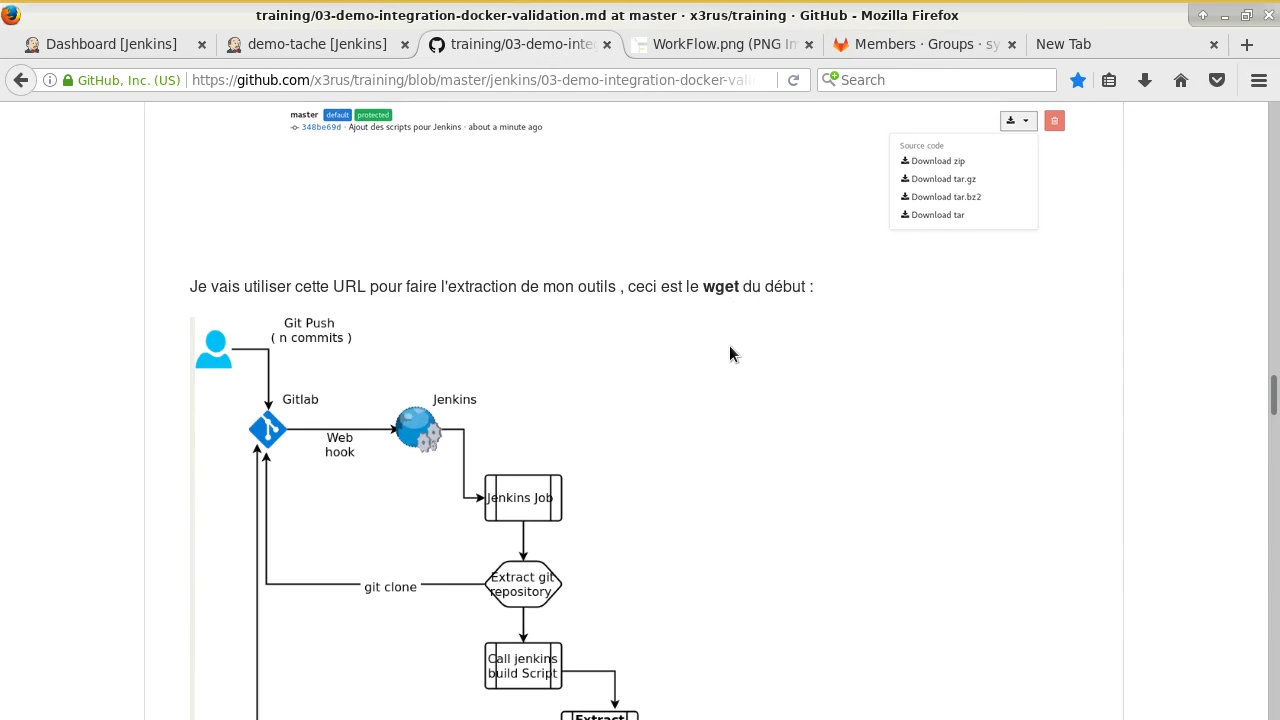 training/03-demo-integration-docker-validation.md at master · x3rus/training · GitHub - Mozilla Firefox
Dashboard [Jenkins]
demo-tache [Jenkins]
training/03-demo-inte
WorkFlow.png (PNG In
Members · Groups · sy
New Tab
GitHub, Inc. (US)
https://github.com/x3rus/training/blob/master/jenkins/03-demo-integration-docker-vali
Search
master default protected
348be69d · Ajout des scripts pour Jenkins · about a minute ago
Source code
Download zip
Download tar.gz
Download tar.bz2
Download tar
Je vais utiliser cette URL pour faire l'extraction de mon outils , ceci est le wget du début :
Git Push
( n commits )
Gitlab
Jenkins
Web
hook
Jenkins Job
Extract git
repository
git clone
Call jenkins
build Script
Extract